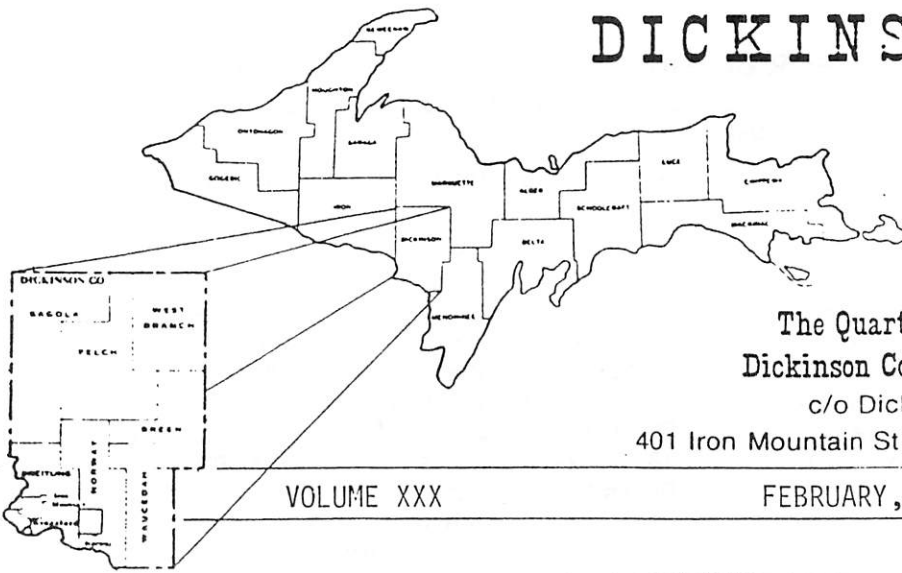 DICKINS
KEWEENAW
HOUGHTON
ONTONAGON
BARAGA
GOGEBIC
LUCE
MARQUETTE
ALGER
CHIPPEWA
SCHOOLCRAFT
IRON
MACKINAC
DICKINSON
DELTA
DICKINSON CO
MENOMINEE
SAGOLA
WEST
BRANCH
FELCH
The Quart
Dickinson Co
c/o Dick
BREEN
401 Iron Mountain St
BREITUNG
NORWAY
WAUCEDAH
VOLUME XXX FEBRUARY,
Kingsford